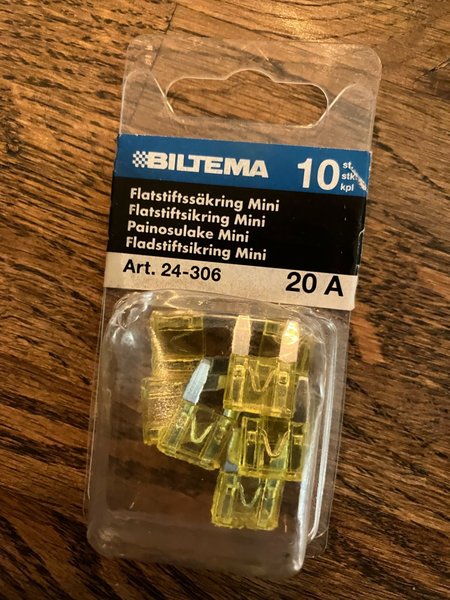 BILTEMA
10 st. stk. kpl
Flatstiftssäkring Mini
Flatstiftsikring Mini
Painosulake Mini
Fladstiftsikring Mini
Art. 24-306
20 A